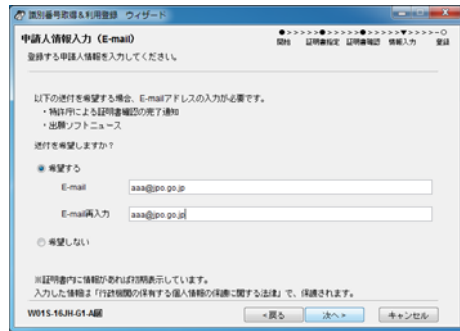 識別番号取得&利用登録 ウィザード
申請人情報入力（E-mail）
●>>>>>●>>>>>●>>>>>▼>>>>>-○
開始 証明書指定 証明書確認 情報入力 登録
登録する申請人情報を入力してください。
以下の送付を希望する場合、E-mailアドレスの入力が必要です。
・特許庁による証明書確認の完了通知
・出願ソフトニュース
送付を希望しますか？
希望する
E-mail aaa@jpo.go.jp
E-mail再入力 aaa@jpo.go.jp
希望しない
※証明書内に情報があれば初期表示しています。
入力した情報は「行政機関の保有する個人情報の保護に関する法律」で、保護されます。
W01S-16JH-G1-A
<戻る 次へ> キャンセル